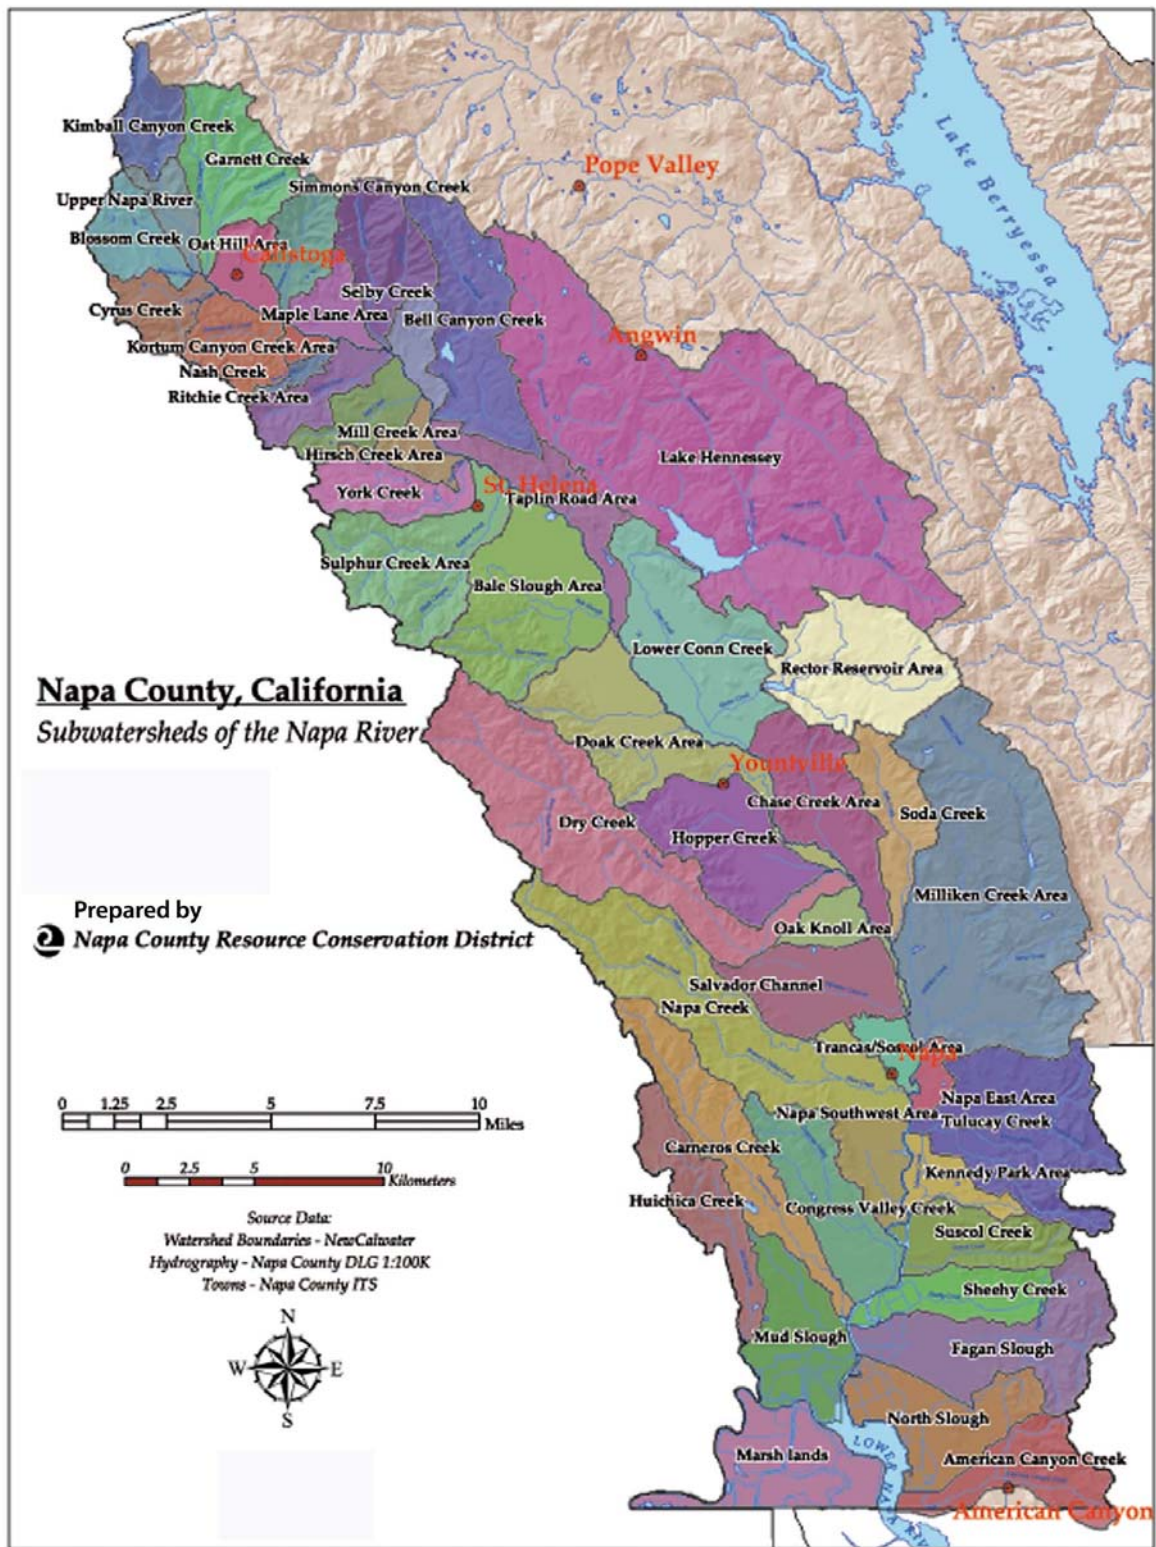 Kimball Canyon Creek
Garnett Creek
Pope Valley
Lake Berryessa
Simmons Canyon Creek
Upper Napa River
Blossom Creek
Oat Hill Area
Calistoga
Selby Creek
Cyrus Creek
Maple Lane Area
Bell Canyon Creek
Angwin
Kortum Canyon Creek Area
Nash Creek
Ritchie Creek Area
Mill Creek Area
Hirsch Creek Area
Lake Hennessey
York Creek
St. Helena
Taplin Road Area
Sulphur Creek Area
Bale Slough Area
Lower Conn Creek
Rector Reservoir Area
Napa County, California
Subwatersheds of the Napa River
Doak Creek Area
Yountville
Chase Creek Area
Soda Creek
Dry Creek
Hopper Creek
Milliken Creek Area
Prepared by
Napa County Resource Conservation District
Oak Knoll Area
Salvador Channel
Napa Creek
Trancas/Soscol Area
Napa
0 1.25 2.5 5 7.5 10
Miles
Napa East Area
Napa Southwest Area
Tulucay Creek
Carneros Creek
Kennedy Park Area
0 2.5 5 10
Kilometers
Huichica Creek
Congress Valley Creek
Source Data:
Watershed Boundaries - NewCalwater
Hydrography - Napa County DLG 1:100K
Towns - Napa County ITS
Suscol Creek
Sheehy Creek
N
W E
S
Mud Slough
Fagan Slough
North Slough
Marsh lands
LOWER NAPA RIV
American Canyon Creek
American Canyon